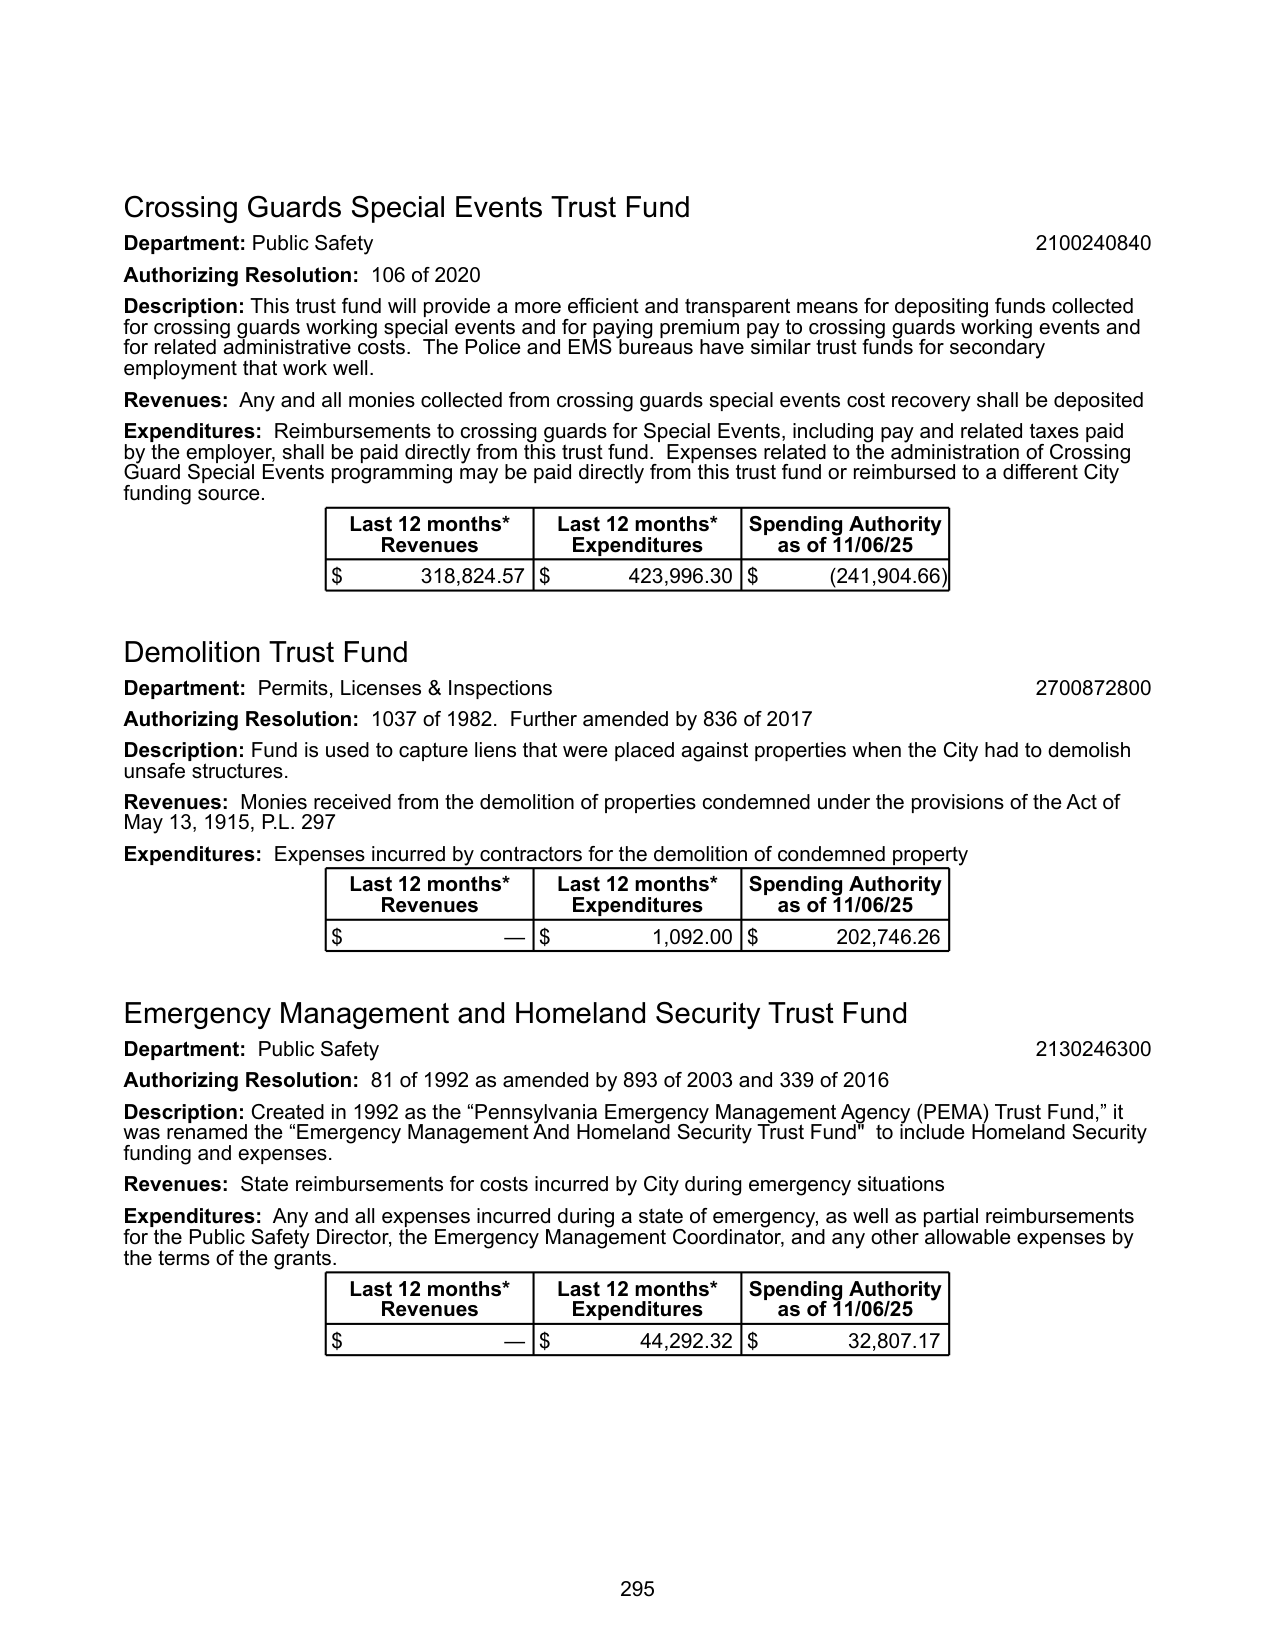 Crossing Guards Special Events Trust Fund
Department: Public Safety 2100240840
Authorizing Resolution: 106 of 2020
Description: This trust fund will provide a more efficient and transparent means for depositing funds collected
for crossing guards working special events and for paying premium pay to crossing guards working events and
for related administrative costs. The Police and EMS bureaus have similar trust funds for secondary
employment that work well.
Revenues: Any and all monies collected from crossing guards special events cost recovery shall be deposited
Expenditures: Reimbursements to crossing guards for Special Events, including pay and related taxes paid
by the employer, shall be paid directly from this trust fund. Expenses related to the administration of Crossing
Guard Special Events programming may be paid directly from this trust fund or reimbursed to a different City
funding source.
Last 12 months* Last 12 months* Spending Authority
Revenues Expenditures as of 11/06/25
$ 318,824.57 $ 423,996.30 $ (241,904.66)
Demolition Trust Fund
Department: Permits, Licenses & Inspections 2700872800
Authorizing Resolution: 1037 of 1982. Further amended by 836 of 2017
Description: Fund is used to capture liens that were placed against properties when the City had to demolish
unsafe structures.
Revenues: Monies received from the demolition of properties condemned under the provisions of the Act of
May 13, 1915, P.L. 297
Expenditures: Expenses incurred by contractors for the demolition of condemned property
Last 12 months* Last 12 months* Spending Authority
Revenues Expenditures as of 11/06/25
$ — $ 1,092.00 $ 202,746.26
Emergency Management and Homeland Security Trust Fund
Department: Public Safety 2130246300
Authorizing Resolution: 81 of 1992 as amended by 893 of 2003 and 339 of 2016
Description: Created in 1992 as the “Pennsylvania Emergency Management Agency (PEMA) Trust Fund,” it
was renamed the “Emergency Management And Homeland Security Trust Fund" to include Homeland Security
funding and expenses.
Revenues: State reimbursements for costs incurred by City during emergency situations
Expenditures: Any and all expenses incurred during a state of emergency, as well as partial reimbursements
for the Public Safety Director, the Emergency Management Coordinator, and any other allowable expenses by
the terms of the grants.
Last 12 months* Last 12 months* Spending Authority
Revenues Expenditures as of 11/06/25
$ — $ 44,292.32 $ 32,807.17
295